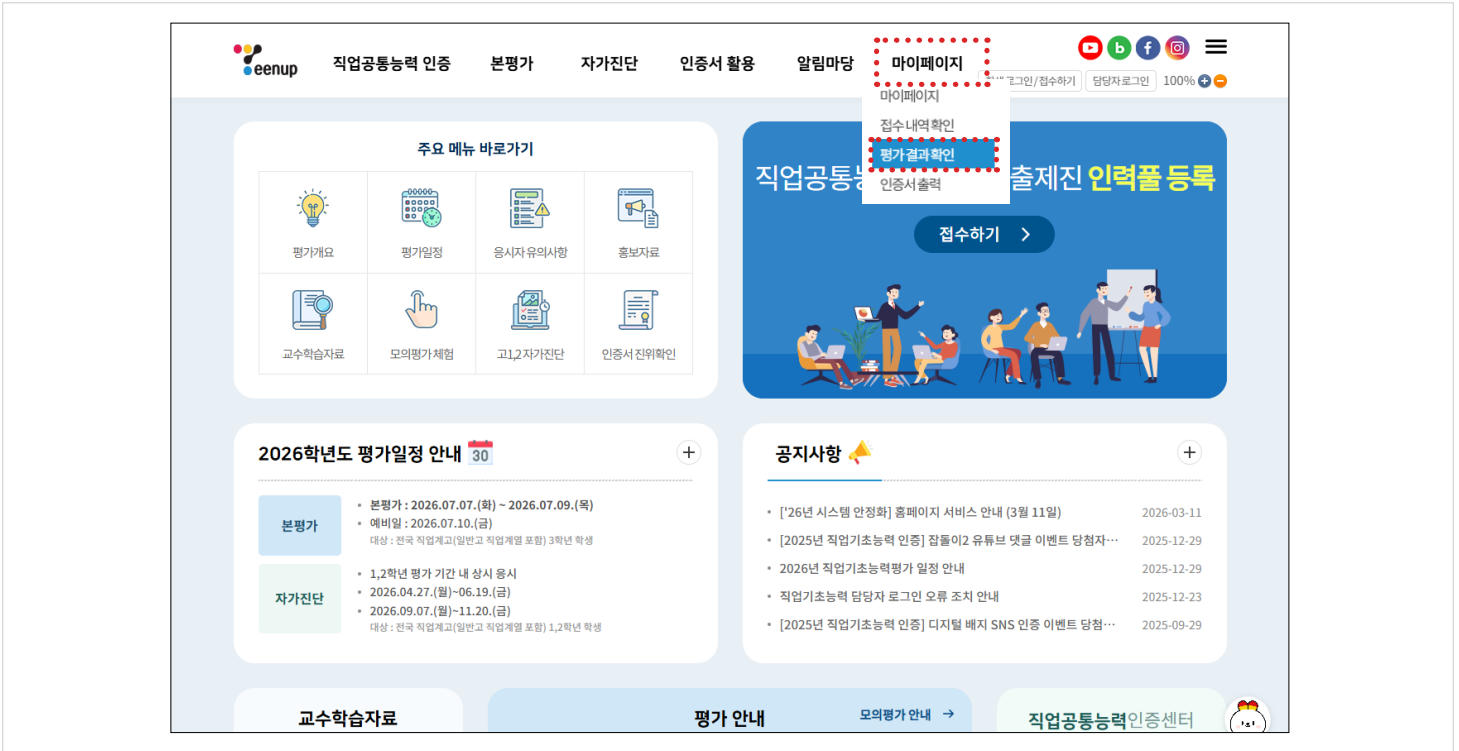 eenup
직업공통능력 인증 본평가 자가진단 인증서 활용 알림마당 마이페이지
로그인/접수하기 담당자로그인 100%
마이페이지
접수 내역 확인
평가 결과 확인
인증서 출력
주요 메뉴 바로가기
평가개요 평가일정 응시자 유의사항 홍보자료
교수학습자료 모의평가 체험 고1,2 자가진단 인증서 진위확인
직업공통 출제진 인력풀 등록
접수하기
2026학년도 평가일정 안내 30
본평가
• 본평가 : 2026.07.07.(화) ~ 2026.07.09.(목)
• 예비일 : 2026.07.10.(금)
대상 : 전국 직업계고(일반고 직업계열 포함) 3학년 학생
자가진단
• 1,2학년 평가 기간 내 상시 응시
• 2026.04.27.(월)~06.19.(금)
• 2026.09.07.(월)~11.20.(금)
대상 : 전국 직업계고(일반고 직업계열 포함) 1,2학년 학생
공지사항
• ['26년 시스템 안정화] 홈페이지 서비스 안내 (3월 11일) 2026-03-11
• [2025년 직업기초능력 인증] 잡돌이2 유튜브 댓글 이벤트 당첨자… 2025-12-29
• 2026년 직업기초능력평가 일정 안내 2025-12-29
• 직업기초능력 담당자 로그인 오류 조치 안내 2025-12-23
• [2025년 직업기초능력 인증] 디지털 배지 SNS 인증 이벤트 당첨… 2025-09-29
교수학습자료
평가 안내 모의평가 안내 →
직업공통능력인증센터